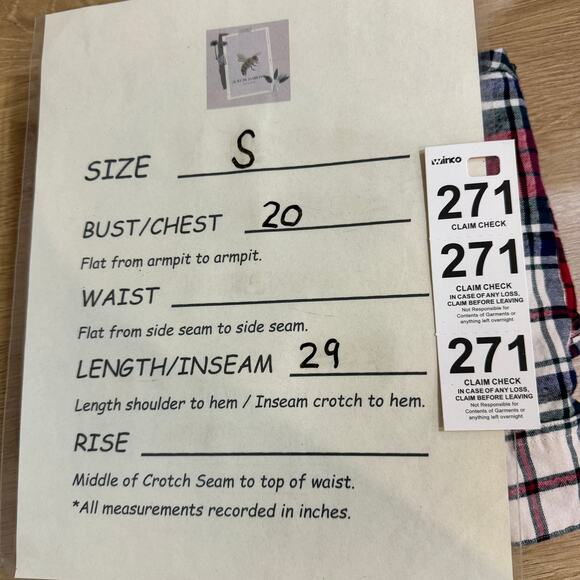 SIZE S
BUST/CHEST 20
Flat from armpit to armpit.
WAIST
Flat from side seam to side seam.
LENGTH/INSEAM 29
Length shoulder to hem / Inseam crotch to hem.
RISE
Middle of Crotch Seam to top of waist.
*All measurements recorded in inches.
winco
271
CLAIM CHECK
271
CLAIM CHECK
IN CASE OF ANY LOSS,
CLAIM BEFORE LEAVING
Not Responsible for
Contents of Garments or
anything left overnight
271
CLAIM CHECK
IN CASE OF ANY LOSS,
CLAIM BEFORE LEAVING
Not Responsible for
Contents of Garments or
anything left overnight